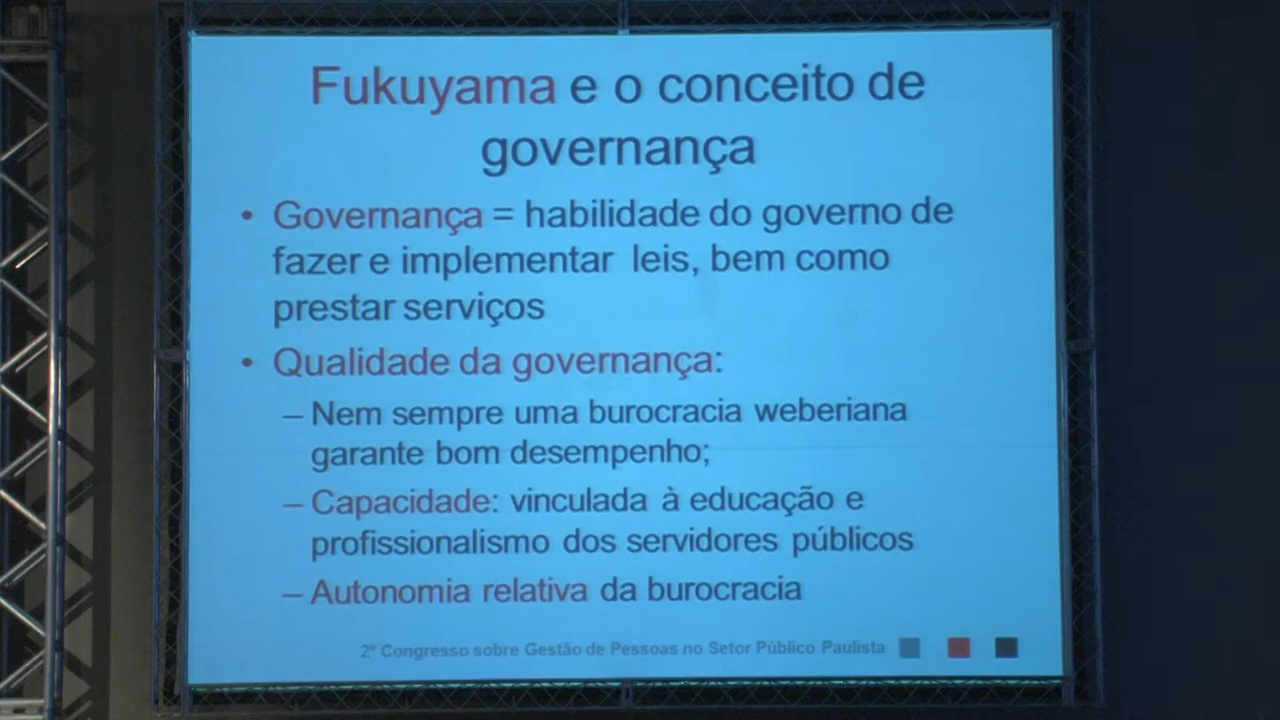 Fukuyama e o conceito de
governança
• Governança = habilidade do governo de
fazer e implementar leis, bem como
prestar serviços
• Qualidade da governança:
– Nem sempre uma burocracia weberiana
garante bom desempenho;
– Capacidade: vinculada à educação e
profissionalismo dos servidores públicos
– Autonomia relativa da burocracia
2º Congresso sobre Gestão de Pessoas no Setor Público Paulista